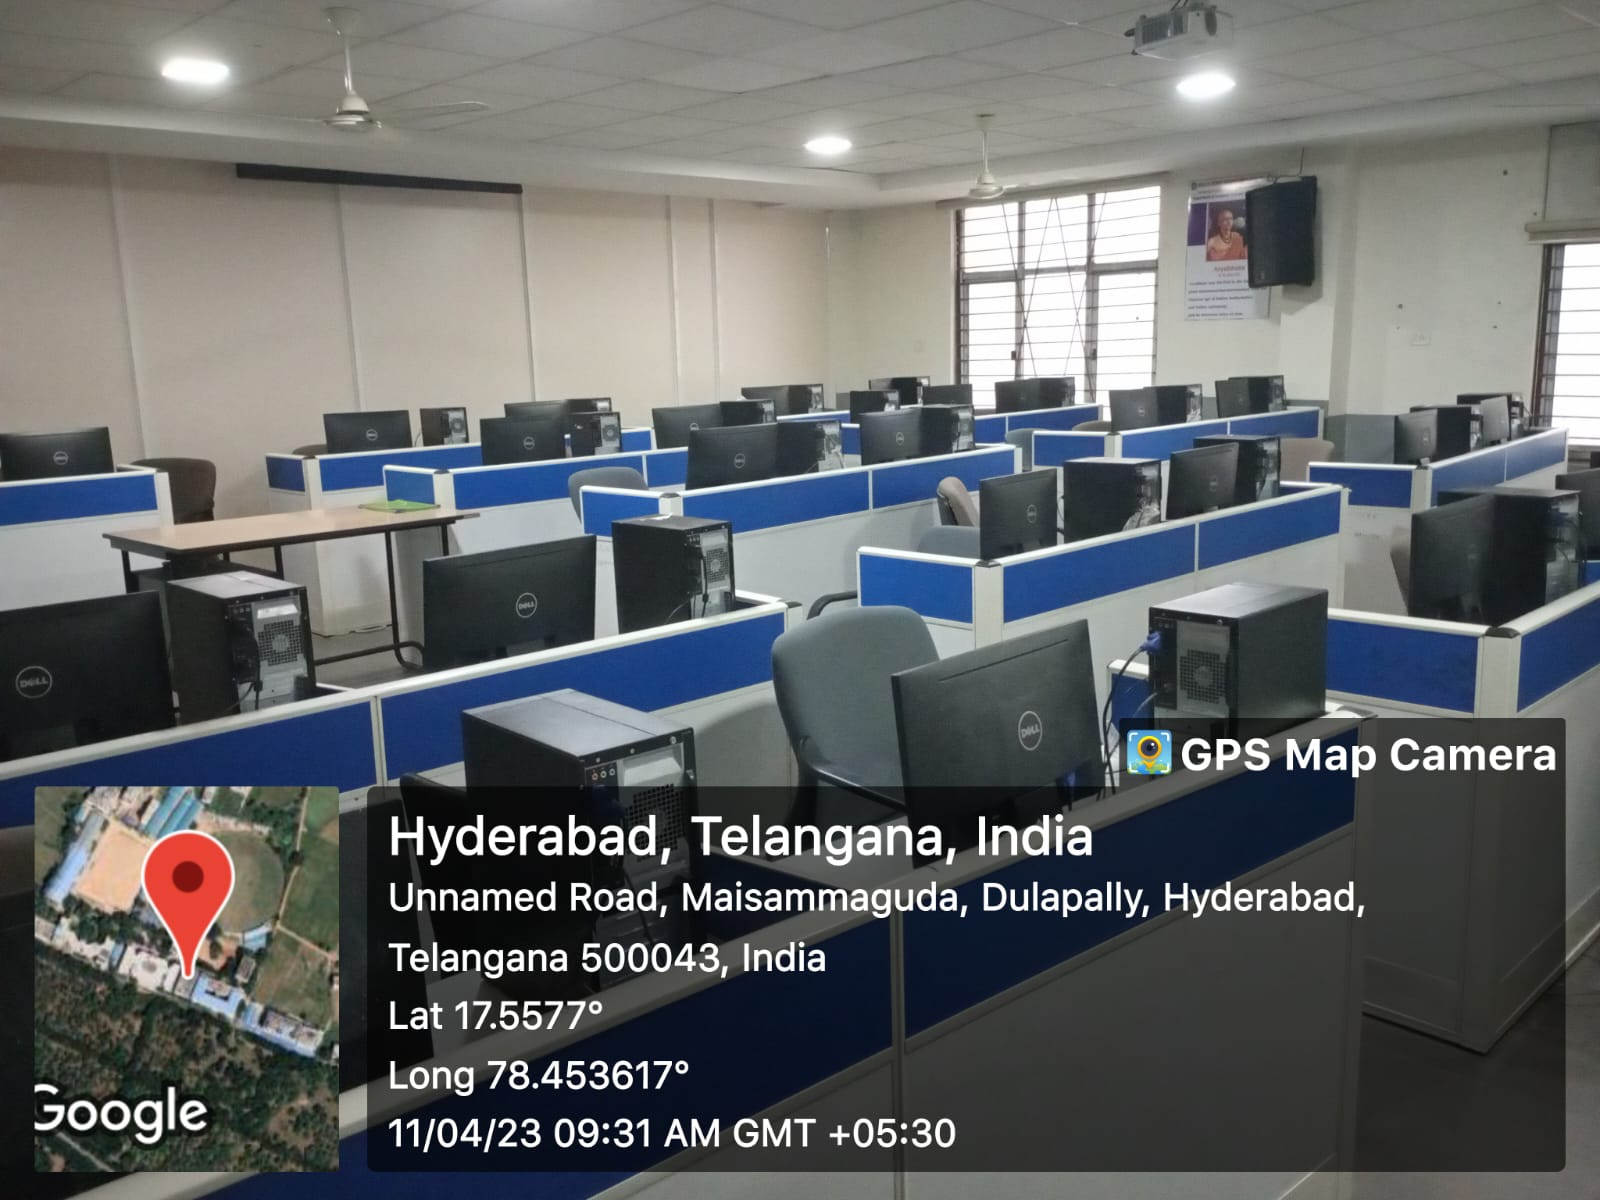 Aryabhatta
DELL
DELL
DELL
GPS Map Camera
Hyderabad, Telangana, India
Unnamed Road, Maisammaguda, Dulapally, Hyderabad,
Telangana 500043, India
Lat 17.5577°
Long 78.453617°
11/04/23 09:31 AM GMT +05:30
Google